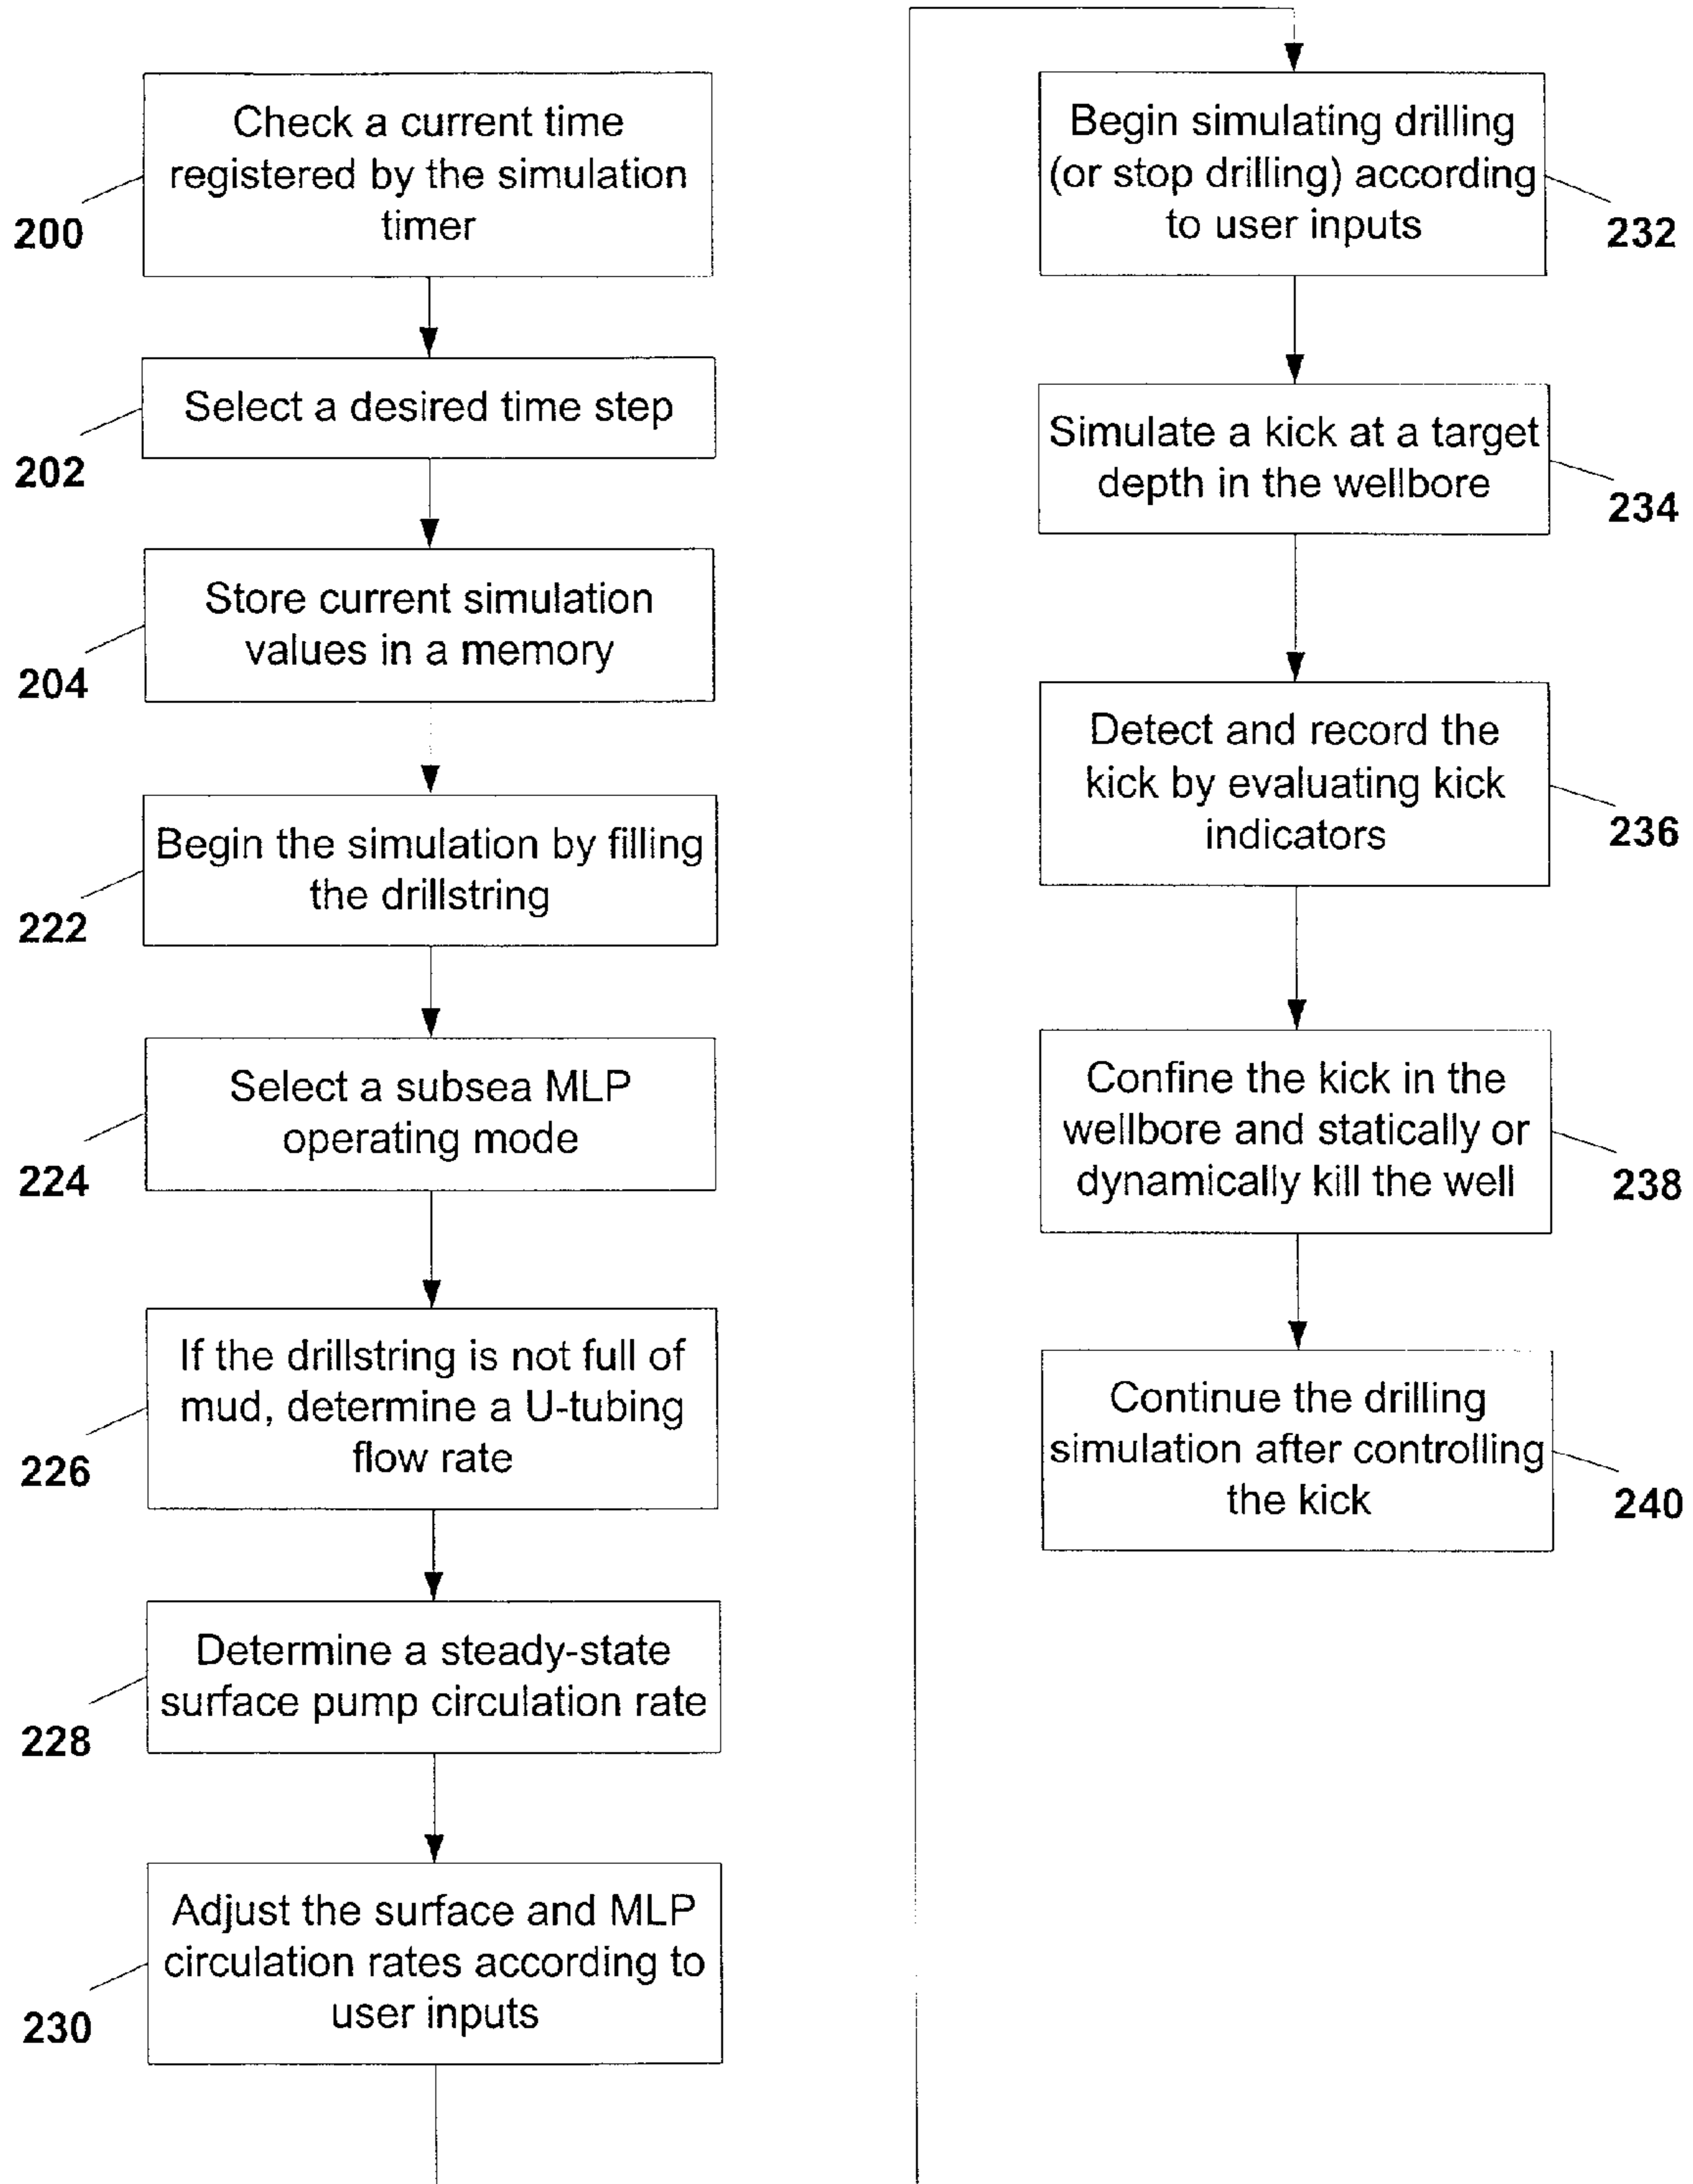 Check a current time
registered by the simulation
timer
200
Select a desired time step
202
Store current simulation
values in a memory
204
Begin the simulation by filling
the drillstring
222
Select a subsea MLP
operating mode
224
If the drillstring is not full of
mud, determine a U-tubing
flow rate
226
Determine a steady-state
surface pump circulation rate
228
Adjust the surface and MLP
circulation rates according to
user inputs
230
Begin simulating drilling
(or stop drilling) according
to user inputs
232
Simulate a kick at a target
depth in the wellbore
234
Detect and record the
kick by evaluating kick
indicators
236
Confine the kick in the
wellbore and statically or
dynamically kill the well
238
Continue the drilling
simulation after controlling
the kick
240